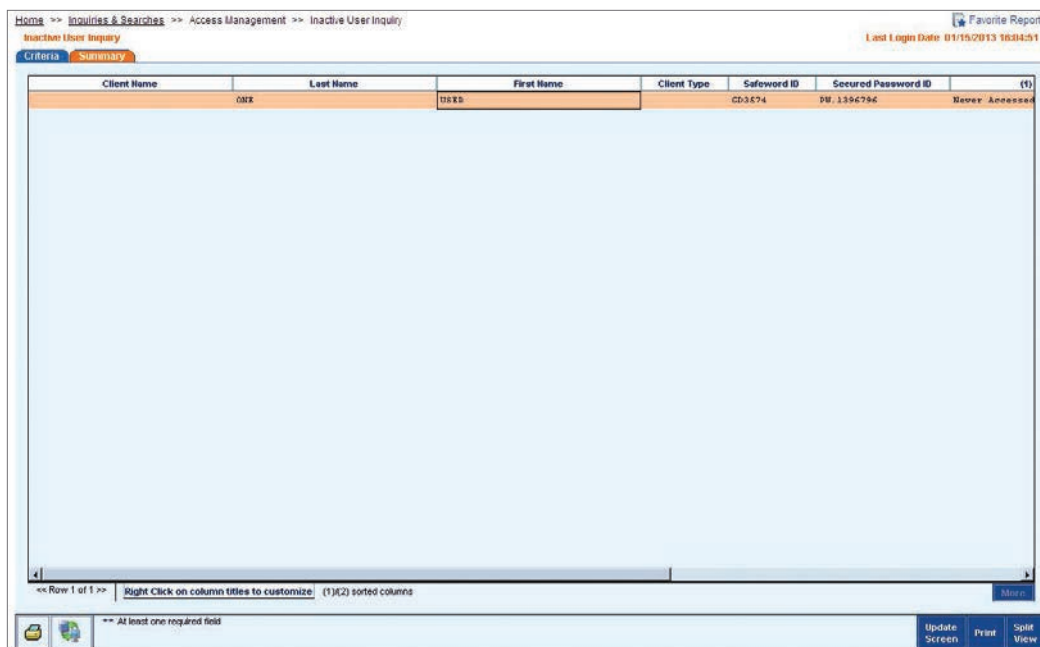 Home >> Inquiries & Searches >> Access Management >> Inactive User Inquiry
Favorite Report
Inactive User Inquiry
Last Login Date 01/15/2013 16:04:51
Criteria Summary
Client Name Last Name First Name Client Type Safeword ID Secured Password ID (1)
ONE USED CD3574 PW.1396796 Never Accessed
<< Row 1 of 1 >> Right Click on column titles to customize (1)/(2) sorted columns More
** At least one required field
Update Screen Print Split View